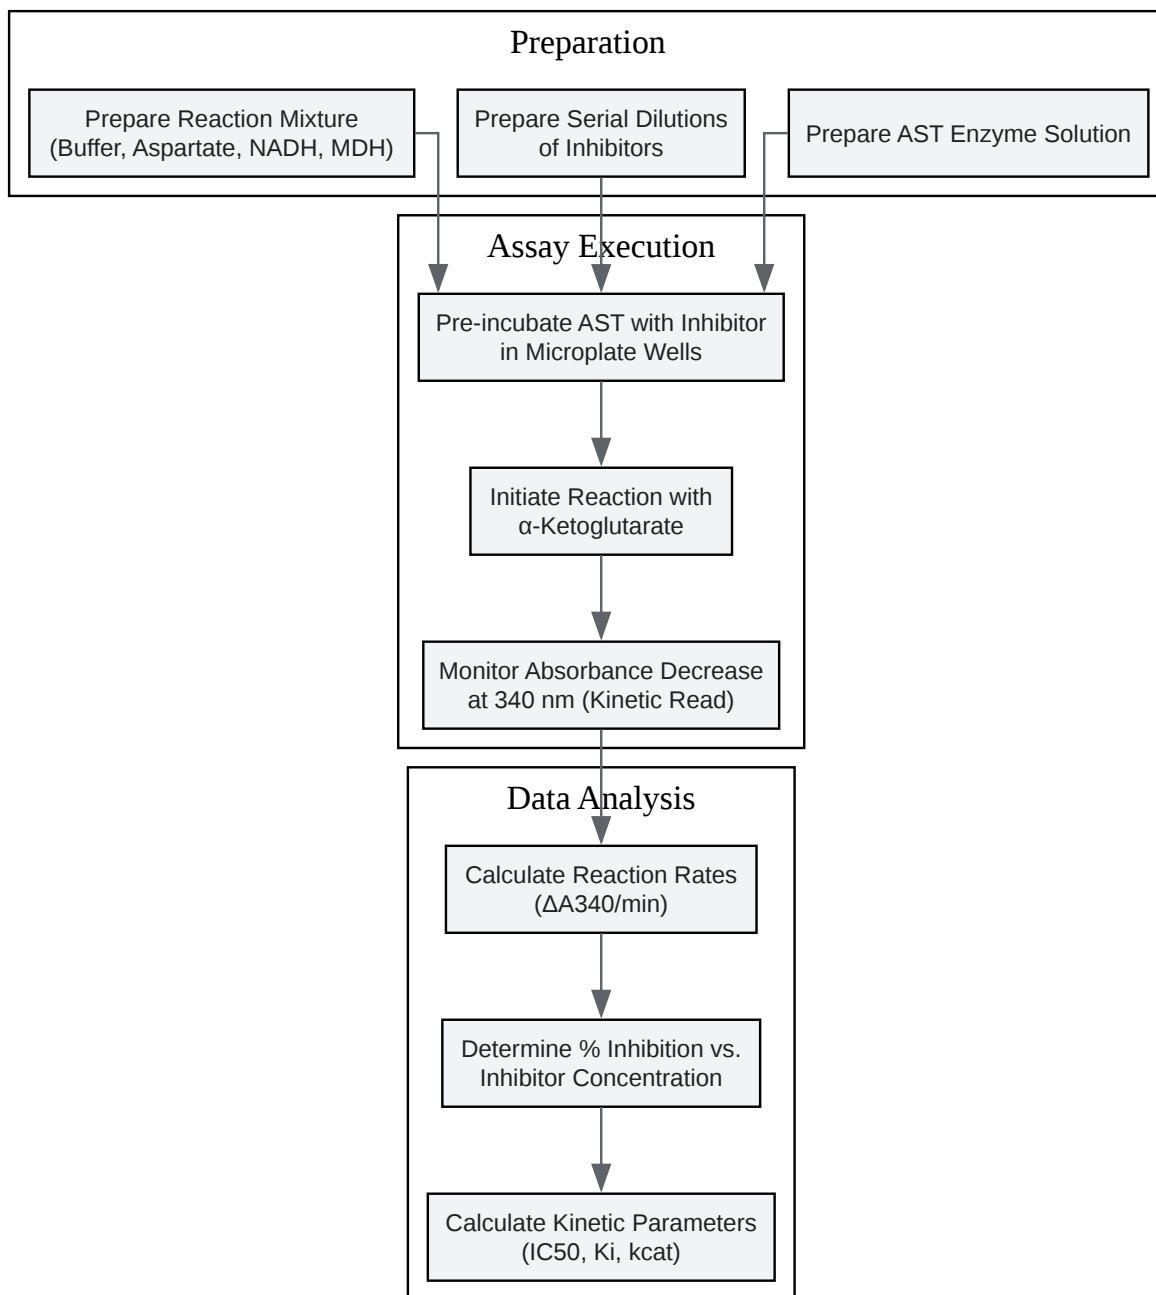 Preparation
Prepare Reaction Mixture
(Buffer, Aspartate, NADH, MDH)
Prepare Serial Dilutions
of Inhibitors
Prepare AST Enzyme Solution
Assay Execution
Pre-incubate AST with Inhibitor
in Microplate Wells
Initiate Reaction with
α-Ketoglutarate
Monitor Absorbance Decrease
at 340 nm (Kinetic Read)
Data Analysis
Calculate Reaction Rates
(ΔA340/min)
Determine % Inhibition vs.
Inhibitor Concentration
Calculate Kinetic Parameters
(IC50, Ki, kcat)